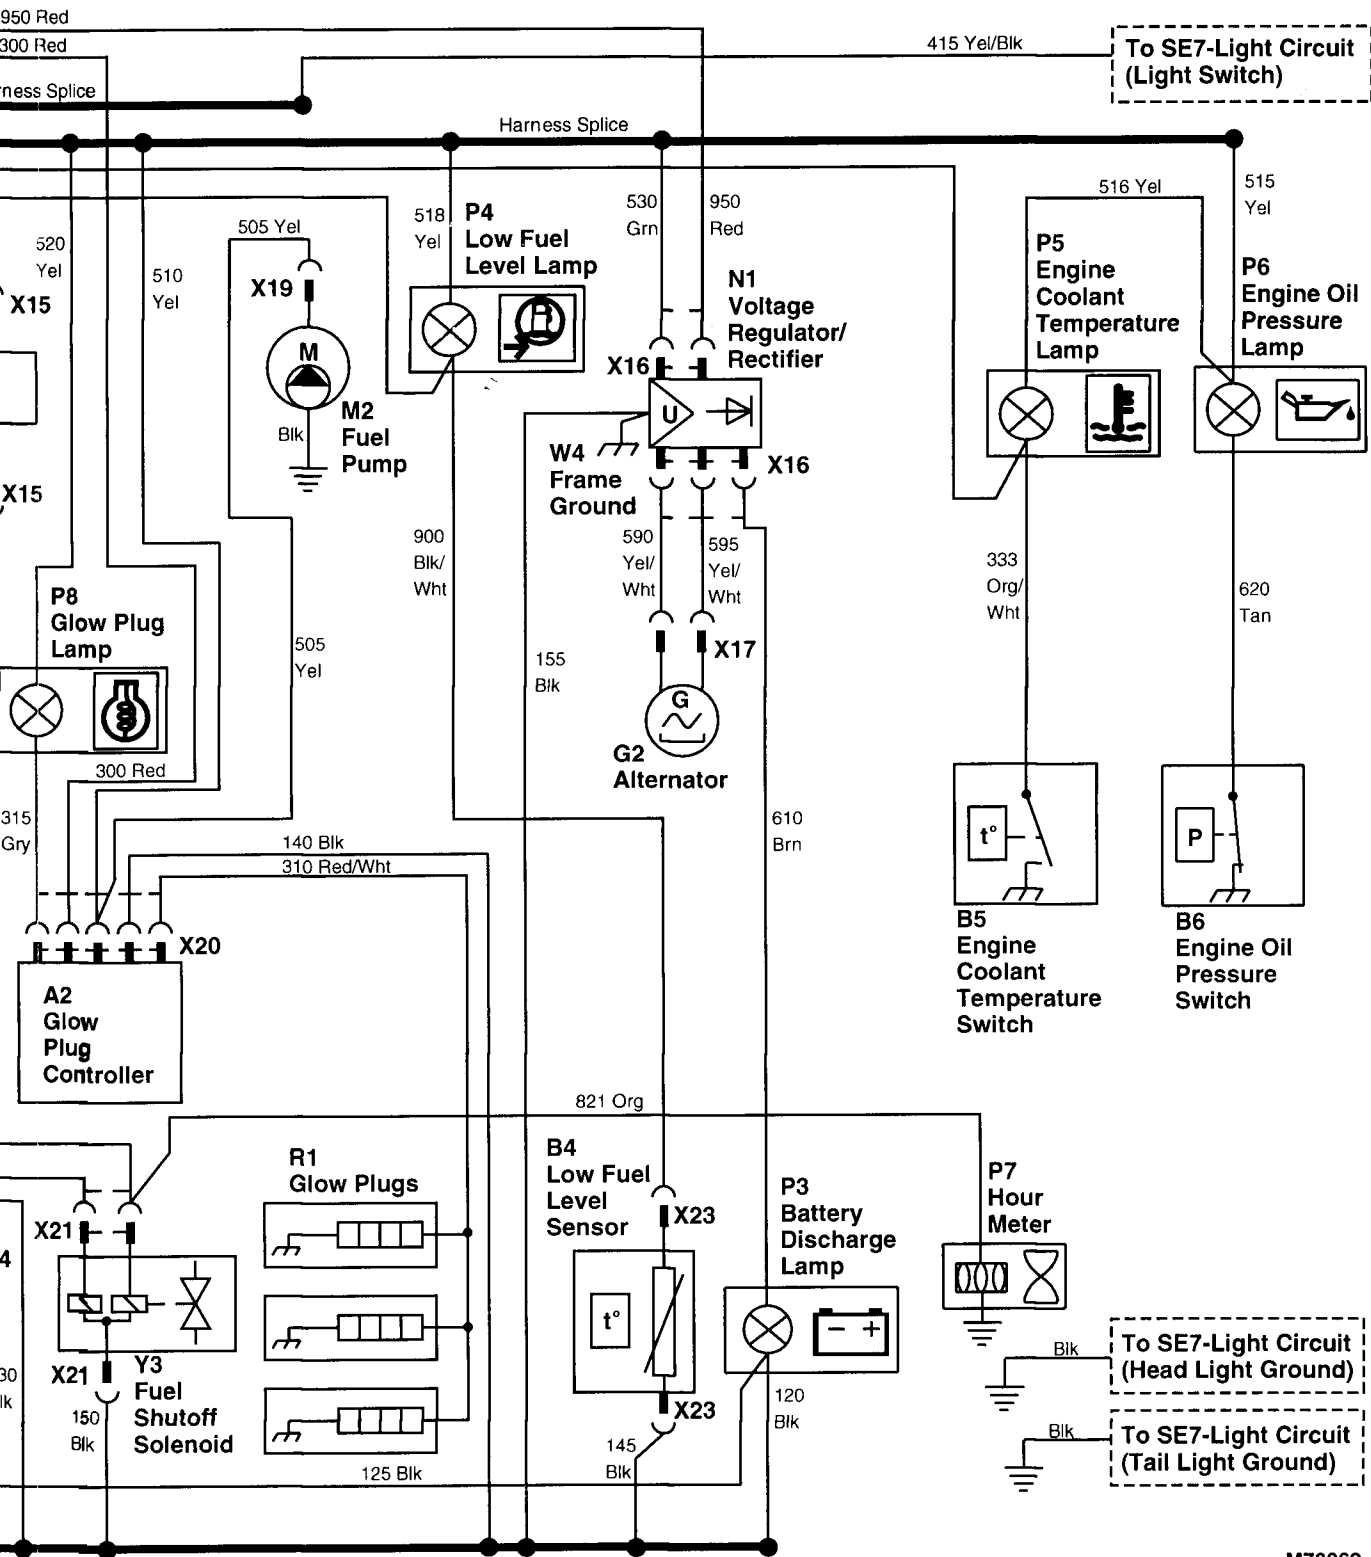 950 Red
300 Red
415 Yel/Blk
To SE7-Light Circuit
(Light Switch)
ness Splice
Harness Splice
516 Yel
515
Yel
530
Grn
950
Red
518
Yel
P4
Low Fuel
Level Lamp
505 Yel
520
Yel
510
Yel
X15
X19
M
M2
Fuel
Pump
Blk
N1
Voltage
Regulator/
Rectifier
X16
U
W4
Frame
Ground
X16
P5
Engine
Coolant
Temperature
Lamp
P6
Engine Oil
Pressure
Lamp
X15
900
Blk/
Wht
590
Yel/
Wht
595
Yel/
Wht
333
Org/
Wht
620
Tan
P8
Glow Plug
Lamp
505
Yel
155
Blk
X17
G
G2
Alternator
300 Red
315
Gry
140 Blk
310 Red/Wht
610
Brn
t°
P
B5
Engine
Coolant
Temperature
Switch
B6
Engine Oil
Pressure
Switch
X20
A2
Glow
Plug
Controller
821 Org
R1
Glow Plugs
B4
Low Fuel
Level
Sensor
X23
P3
Battery
Discharge
Lamp
P7
Hour
Meter
X21
4
t°
- +
X21
Y3
Fuel
Shutoff
Solenoid
30
lk
150
Blk
X23
120
Blk
145
Blk
125 Blk
Blk
To SE7-Light Circuit
(Head Light Ground)
Blk
To SE7-Light Circuit
(Tail Light Ground)